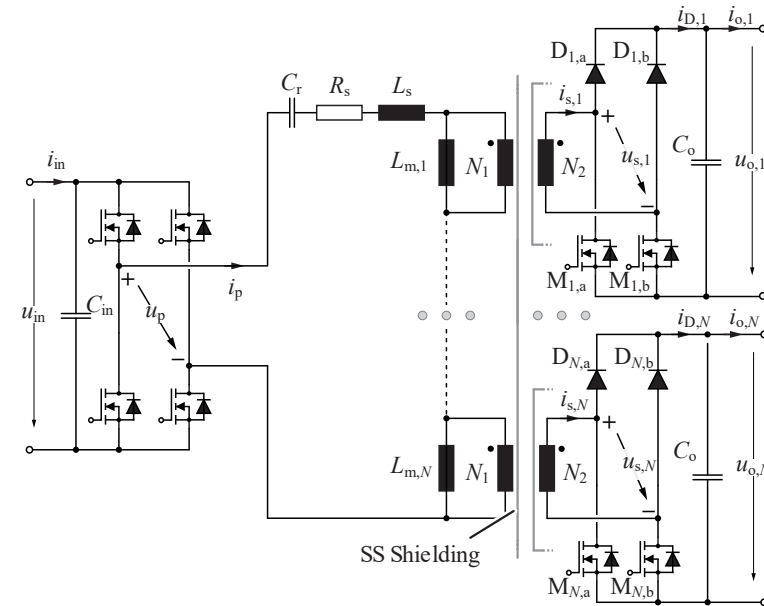 i_D,1 i_o,1
D_1,a D_1,b
C_r R_s L_s
i_s,1
i_in
L_m,1 N_1 N_2 u_s,1 C_o u_o,1
+
−
M_1,a M_1,b
i_p
+
u_in C_in u_p
−
i_D,N i_o,N
D_N,a D_N,b
i_s,N
+
L_m,N N_1 N_2 u_s,N C_o u_o,N
−
SS Shielding
M_N,a M_N,b